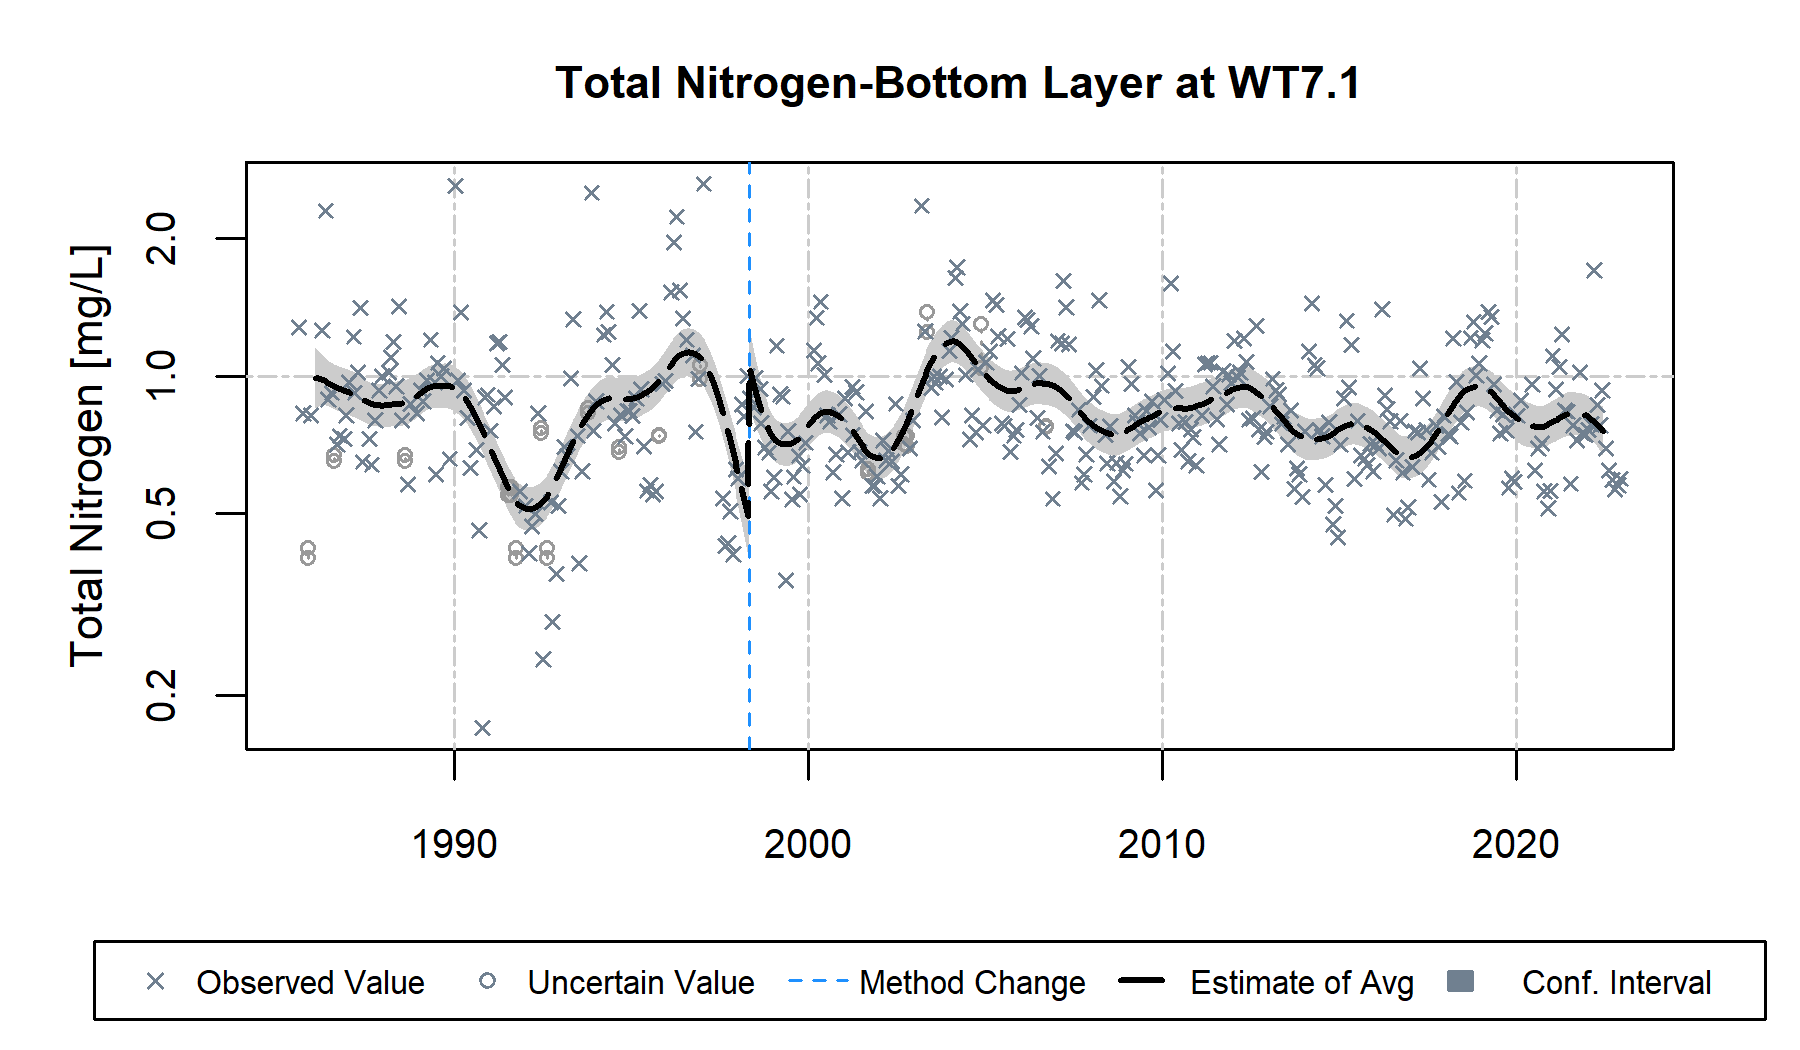 Total Nitrogen-Bottom Layer at WT7.1
Total Nitrogen [mg/L]
2.0
1.0
0.5
0.2
1990 2000 2010 2020
Observed Value Uncertain Value Method Change Estimate of Avg Conf. Interval